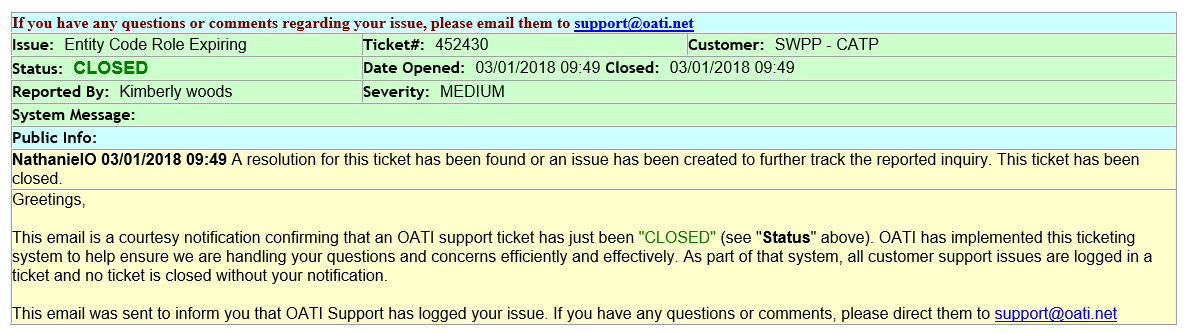 If you have any questions or comments regarding your issue, please email them to support@oati.net
Issue: Entity Code Role Expiring Ticket#: 452430 Customer: SWPP - CATP
Status: CLOSED Date Opened: 03/01/2018 09:49 Closed: 03/01/2018 09:49
Reported By: Kimberly woods Severity: MEDIUM
System Message:
Public Info:
NathanielO 03/01/2018 09:49 A resolution for this ticket has been found or an issue has been created to further track the reported inquiry. This ticket has been
closed.
Greetings,
This email is a courtesy notification confirming that an OATI support ticket has just been "CLOSED" (see "Status" above). OATI has implemented this ticketing
system to help ensure we are handling your questions and concerns efficiently and effectively. As part of that system, all customer support issues are logged in a
ticket and no ticket is closed without your notification.
This email was sent to inform you that OATI Support has logged your issue. If you have any questions or comments, please direct them to support@oati.net